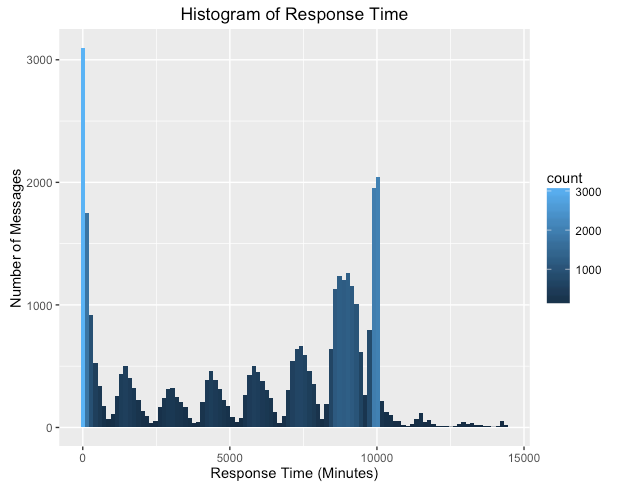 Histogram of Response Time
Number of Messages
3000
2000
1000
0
0
5000
10000
15000
Response Time (Minutes)
count
3000
2000
1000